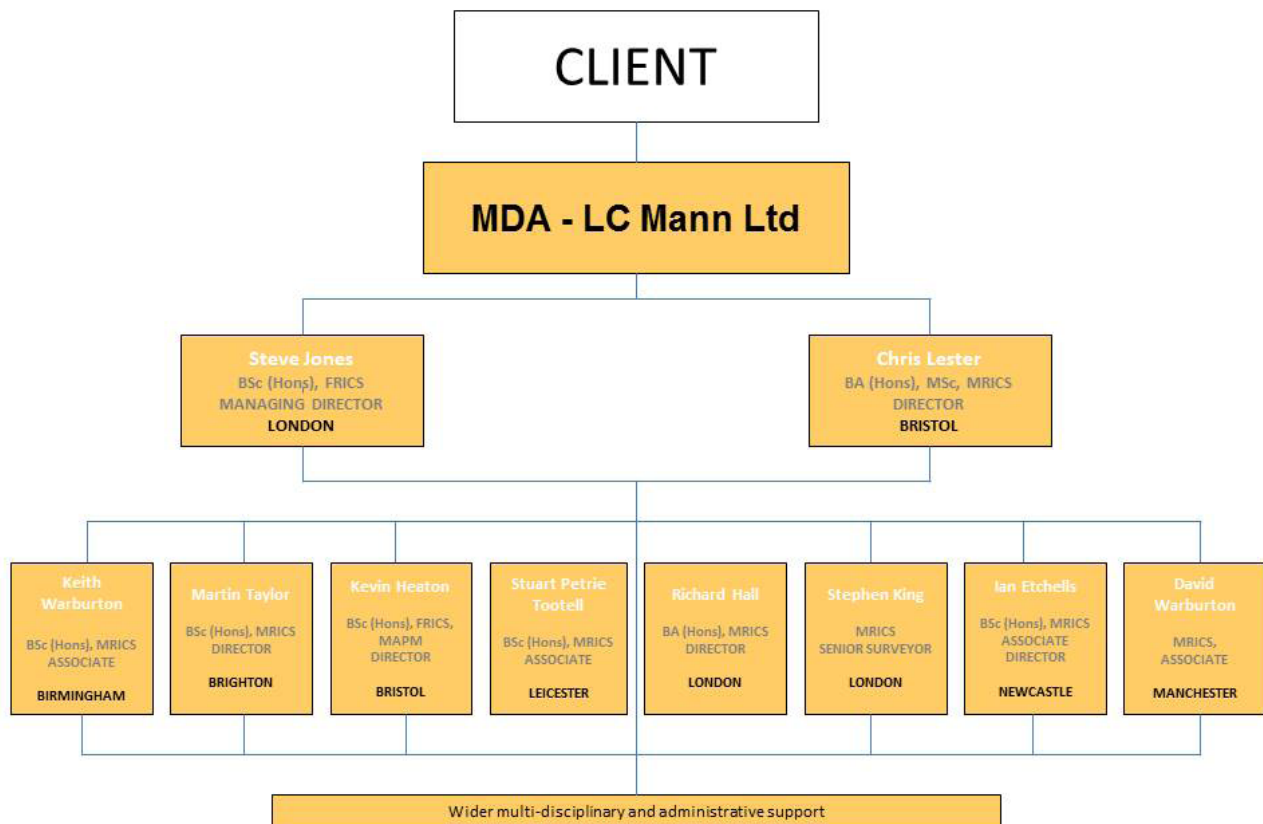 CLIENT
MDA - LC Mann Ltd
Steve Jones
BSc (Hons), FRICS
MANAGING DIRECTOR
LONDON
Chris Lester
BA (Hons), MSc, MRICS
DIRECTOR
BRISTOL
Keith
Warburton
BSc (Hons), MRICS
ASSOCIATE
BIRMINGHAM
Martin Taylor
BSc (Hons), MRICS
DIRECTOR
BRIGHTON
Kevin Heaton
BSc (Hons), FRICS,
MAPM
DIRECTOR
BRISTOL
Stuart Petrie
Tootell
BSc (Hons), MRICS
ASSOCIATE
LEICESTER
Richard Hall
BA (Hons), MRICS
DIRECTOR
LONDON
Stephen King
MRICS
SENIOR SURVEYOR
LONDON
Ian Etchells
BSc (Hons), MRICS
ASSOCIATE
DIRECTOR
NEWCASTLE
David
Warburton
MRICS,
ASSOCIATE
MANCHESTER
Wider multi-disciplinary and administrative support